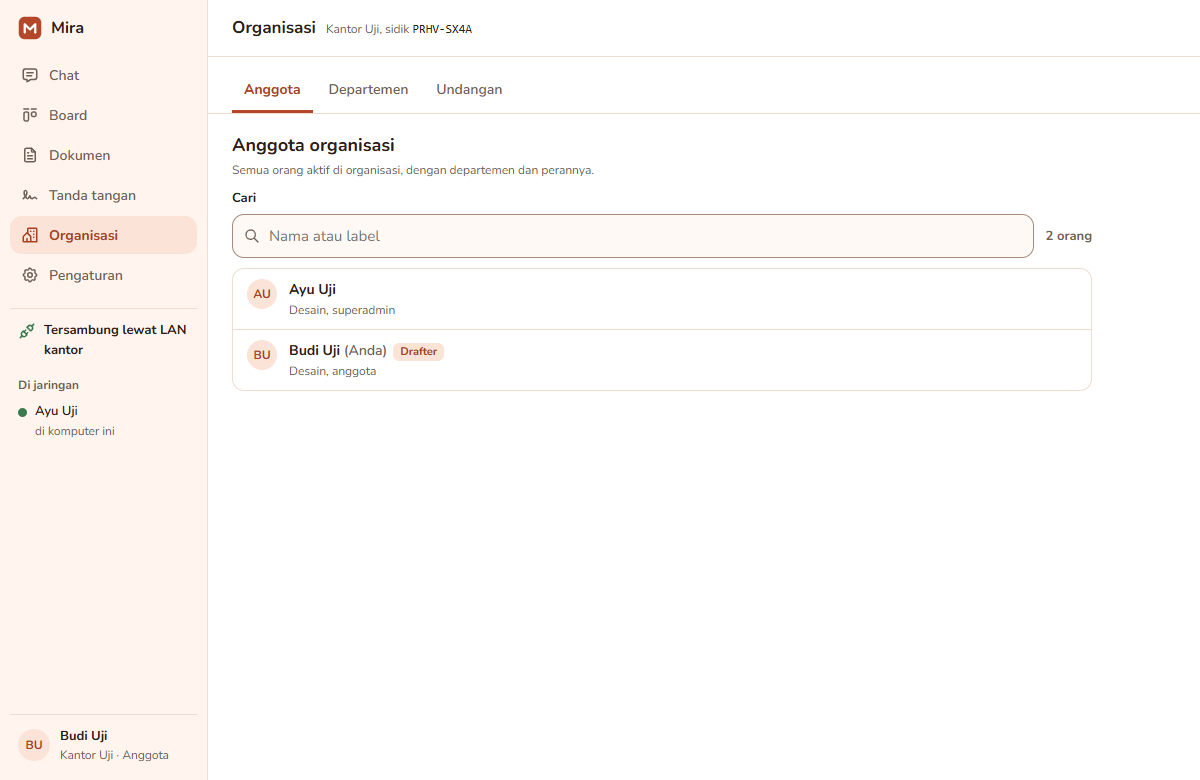 Mira
Chat
Board
Dokumen
Tanda tangan
Organisasi
Pengaturan
Tersambung lewat LAN
kantor
Di jaringan
Ayu Uji
di komputer ini
BU
Budi Uji
Kantor Uji · Anggota
Organisasi Kantor Uji, sidik PRHV-SX4A
Anggota Departemen Undangan
Anggota organisasi
Semua orang aktif di organisasi, dengan departemen dan perannya.
Cari
Nama atau label 2 orang
AU Ayu Uji
Desain, superadmin
BU Budi Uji (Anda) Drafter
Desain, anggota